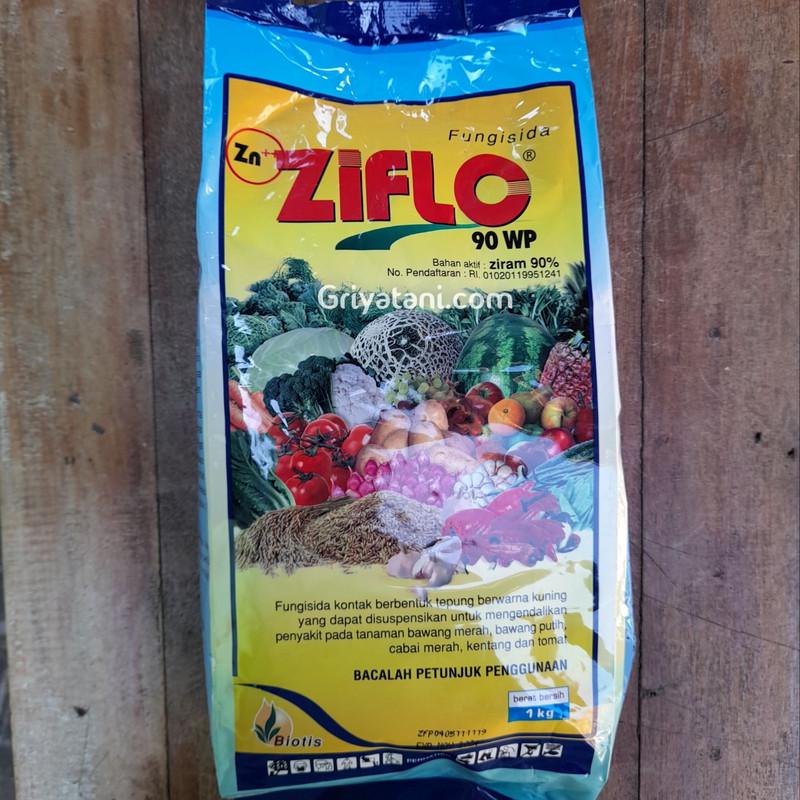 Fungisida
Zn++
ZiFLO®
90 WP
Bahan aktif : ziram 90%
No. Pendaftaran : RI. 01020119951241
Griyatani.com
Fungisida kontak berbentuk tepung berwarna kuning
yang dapat disuspensikan untuk mengendalikan
penyakit pada tanaman bawang merah, bawang putih,
cabai merah, kentang dan tomat
BACALAH PETUNJUK PENGGUNAAN
berat bersih
1 kg
Biotis